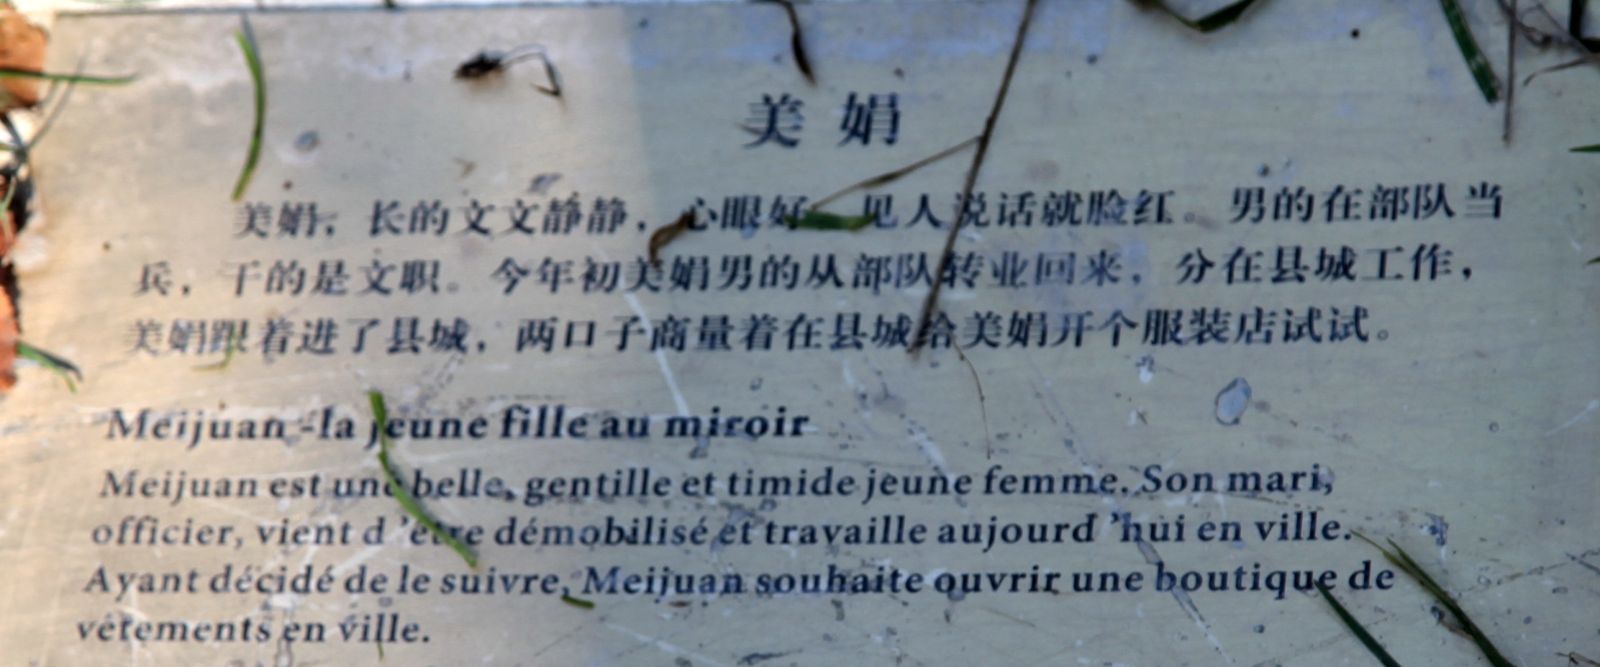 美娟
美娟，长的文文静静，心眼好，见人说话就脸红。男的在部队当
兵，干的是文职。今年初美娟男的从部队转业回来，分在县城工作，
美娟跟着进了县城，两口子商量着在县城给美娟开个服装店试试。
Meijuan -la jeune fille au miroir
Meijuan est une belle, gentille et timide jeune femme. Son mari,
officier, vient d 'être démobilisé et travaille aujourd 'hui en ville.
Ayant décidé de le suivre, Meijuan souhaite ouvrir une boutique de
vêtements en ville.